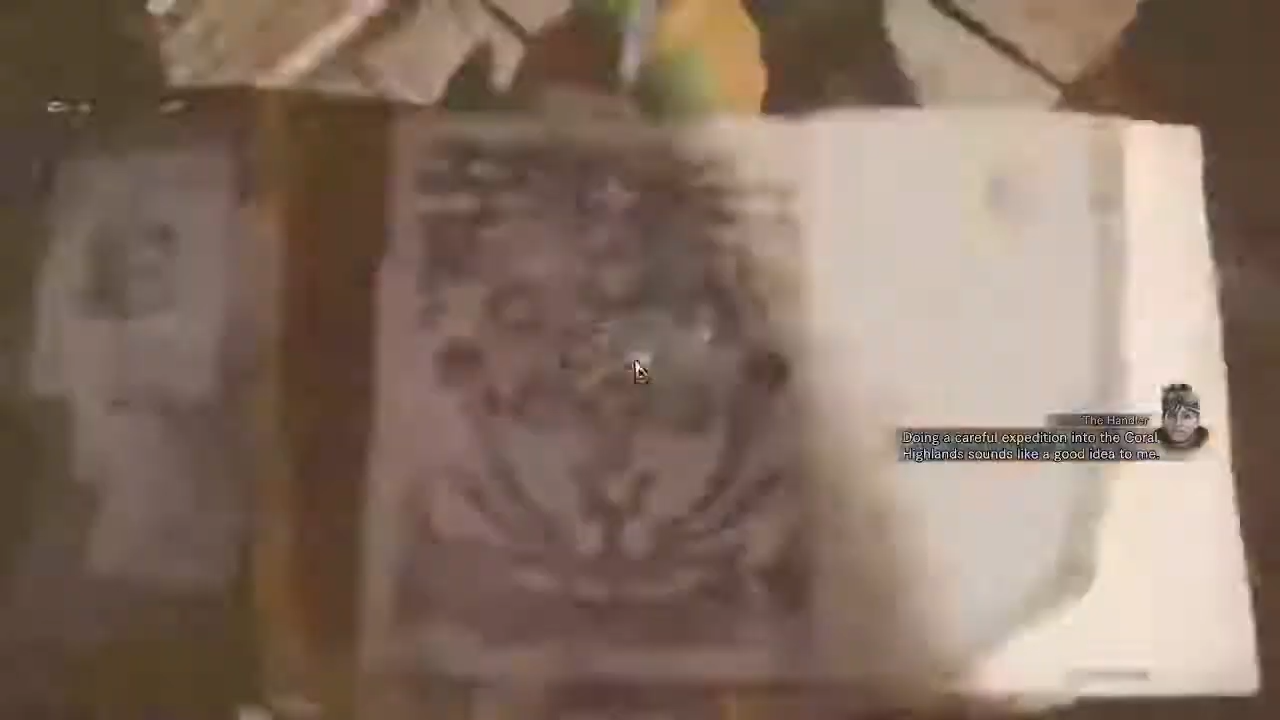 The Handler
Doing a careful expedition into the Coral
Highlands sounds like a good idea to me.